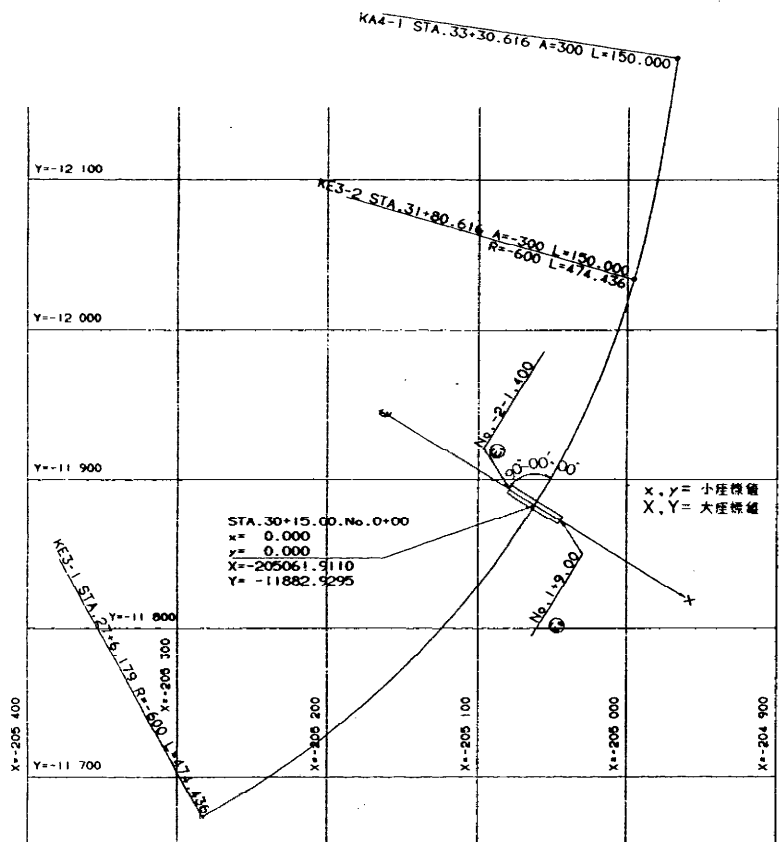 KA4-1 STA.33+30.616 A=300 L=150.000
Y=-12 100
KE3-2 STA.31+80.616 A=-300 L=150.000
R=-600 L=474.436
Y=-12 000
No.-2-1.400
Y=-11 900
90-00'-00"
x, y= 小座標値
X, Y= 大座標値
STA.30+15.00.No.0+00
x= 0.000
y= 0.000
X=-205061.9110
Y= -11882.9295
No.1+9.00
X
Y=-11 800
KE3-1 STA.27+6.179 R=-600 L=474.436
Y=-11 700
X=-205 400
X=-205 300
X=-205 200
X=-205 100
X=-205 000
X=-204 900